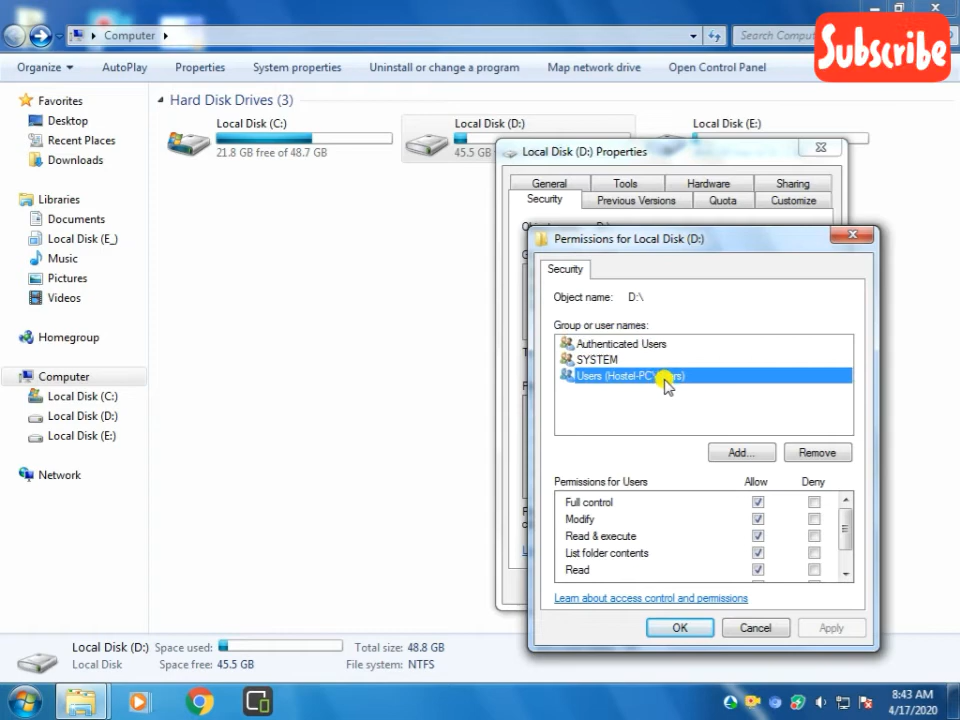 Computer
Search Compu
Subscribe
Organize
AutoPlay
Properties
System properties
Uninstall or change a program
Map network drive
Open Control Panel
Favorites
Desktop
Recent Places
Downloads
Libraries
Documents
Local Disk (E_)
Music
Pictures
Videos
Homegroup
Computer
Local Disk (C:)
Local Disk (D:)
Local Disk (E:)
Network
Hard Disk Drives (3)
Local Disk (C:)
21.8 GB free of 48.7 GB
Local Disk (D:)
45.5 G
Local Disk (E:)
Local Disk (D:) Properties
General
Tools
Hardware
Sharing
Security
Previous Versions
Quota
Customize
Permissions for Local Disk (D:)
Security
Object name: D:\
Group or user names:
Authenticated Users
SYSTEM
Users (Hostel-PC\Users)
Add...
Remove
Permissions for Users
Allow
Deny
Full control
Modify
Read & execute
List folder contents
Read
Learn about access control and permissions
OK
Cancel
Apply
Local Disk (D:) Space used:
Total size: 48.8 GB
Local Disk
Space free: 45.5 GB
File system: NTFS
8:43 AM
4/17/2020